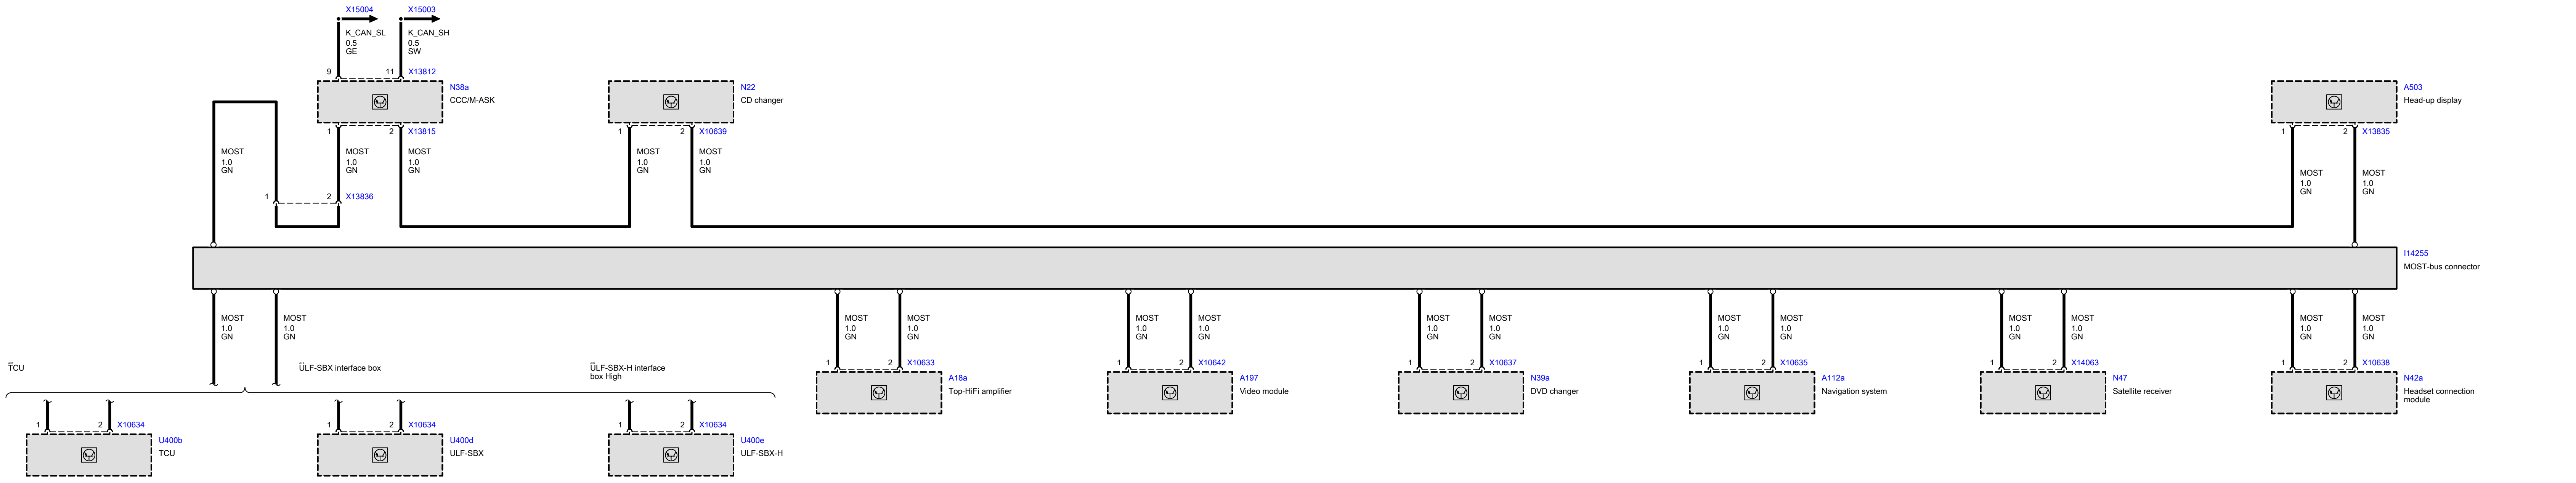 X15004
X15003
K_CAN_SL
0.5
GE
K_CAN_SH
0.5
SW
9
11
X13812
N38a
CCC/M-ASK
N22
CD changer
A503
Head-up display
1
2
X13815
1
2
X10639
1
2
X13835
MOST
1.0
GN
MOST
1.0
GN
MOST
1.0
GN
MOST
1.0
GN
MOST
1.0
GN
MOST
1.0
GN
MOST
1.0
GN
1
2
X13836
I14255
MOST-bus connector
MOST
1.0
GN
MOST
1.0
GN
MOST
1.0
GN
MOST
1.0
GN
MOST
1.0
GN
MOST
1.0
GN
MOST
1.0
GN
MOST
1.0
GN
MOST
1.0
GN
MOST
1.0
GN
MOST
1.0
GN
MOST
1.0
GN
MOST
1.0
GN
MOST
1.0
GN
TCU
ULF-SBX interface box
ULF-SBX-H interface
box High
1
2
X10633
1
2
X10642
1
2
X10637
1
2
X10635
1
2
X14063
1
2
X10638
A18a
Top-HiFi amplifier
A197
Video module
N39a
DVD changer
A112a
Navigation system
N47
Satellite receiver
N42a
Headset connection
module
1
2
X10634
1
2
X10634
1
2
X10634
U400b
TCU
U400d
ULF-SBX
U400e
ULF-SBX-H